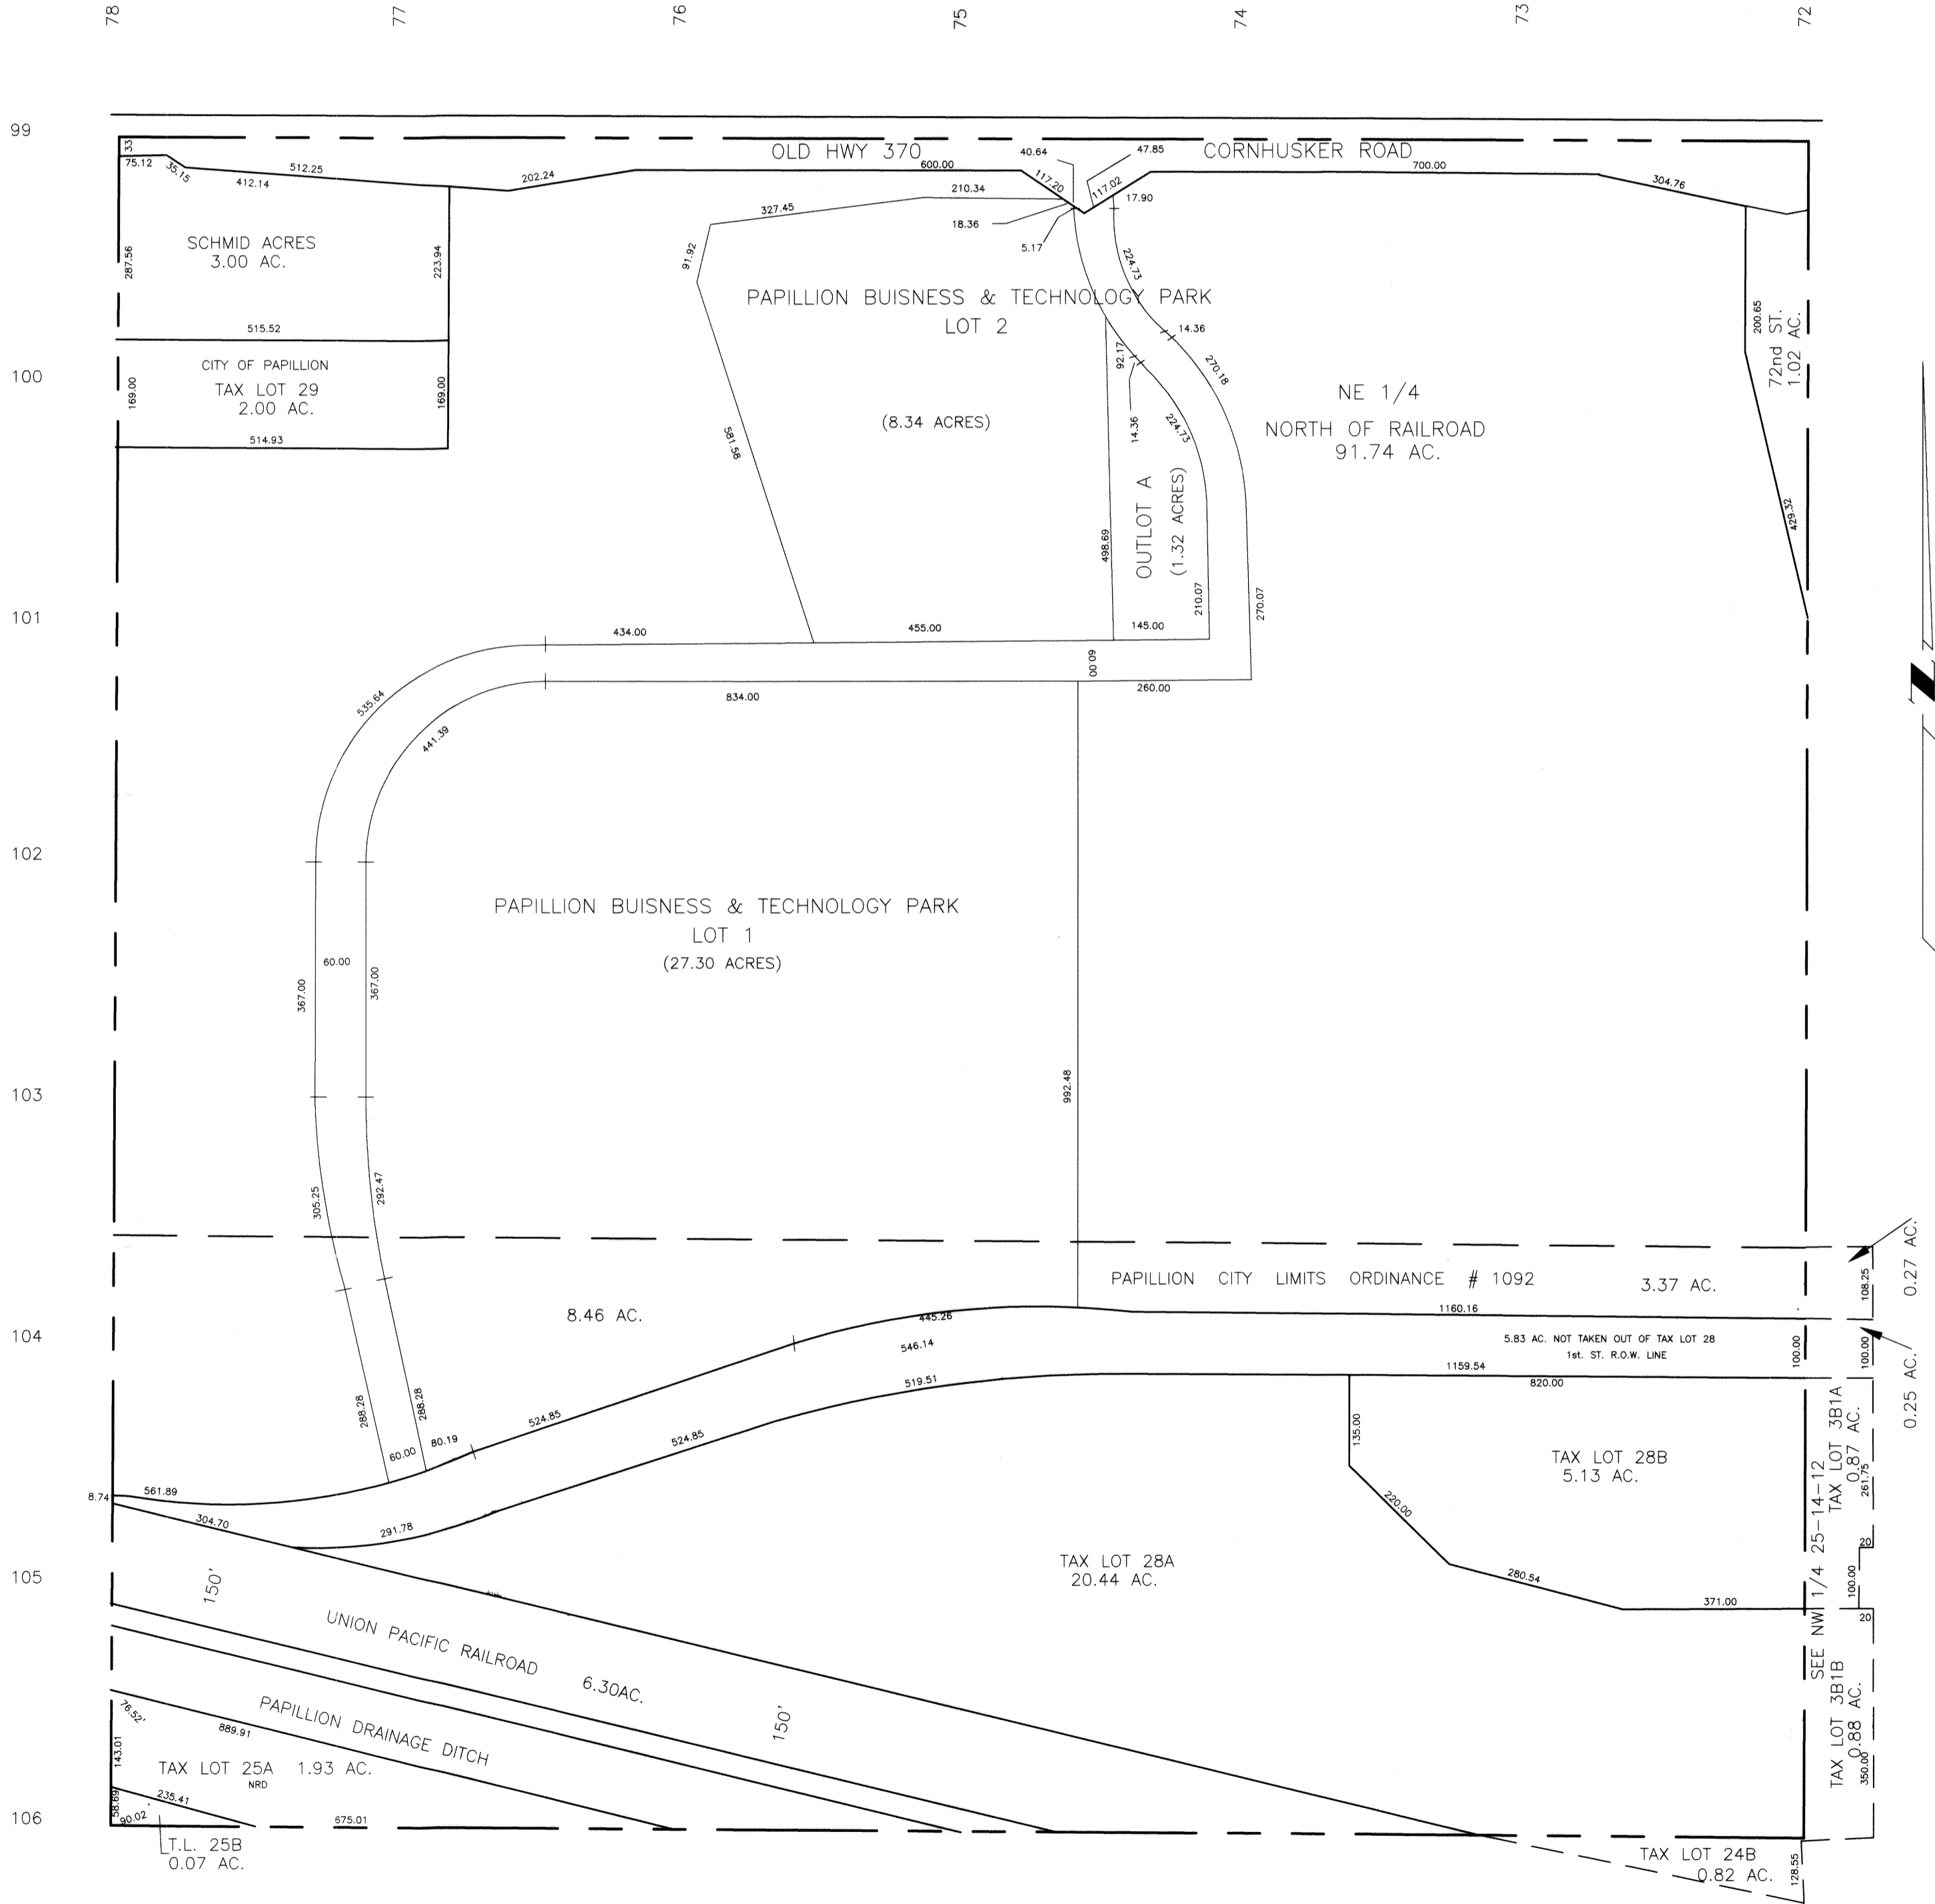 78
77
76
75
74
73
72
99
100
101
102
103
104
105
106
33
75.12
35.15
512.25
412.14
202.24
OLD HWY 370
600.00
40.64
47.85
CORNHUSKER ROAD
700.00
304.76
117.20
117.02
17.90
210.34
327.45
18.36
5.17
91.92
287.56
SCHMID ACRES
3.00 AC.
223.94
515.52
CITY OF PAPILLION
TAX LOT 29
2.00 AC.
169.00
169.00
514.93
PAPILLION BUISNESS & TECHNOLOGY PARK
LOT 2
(8.34 ACRES)
581.58
224.73
14.36
92.17
270.18
14.36
224.73
OUTLOT A
(1.32 ACRES)
498.69
210.07
270.07
NE 1/4
NORTH OF RAILROAD
91.74 AC.
200.65
72nd ST.
1.02 AC.
429.32
434.00
455.00
145.00
60.00
834.00
260.00
535.64
441.39
Z
PAPILLION BUISNESS & TECHNOLOGY PARK
LOT 1
(27.30 ACRES)
60.00
367.00
367.00
992.48
305.25
292.47
PAPILLION CITY LIMITS ORDINANCE # 1092
3.37 AC.
108.25
0.27 AC.
8.46 AC.
445.26
546.14
1160.16
5.83 AC. NOT TAKEN OUT OF TAX LOT 28
1st. ST. R.O.W. LINE
100.00
100.00
0.25 AC.
1159.54
820.00
519.51
288.28
288.28
524.85
524.85
60.00
80.19
135.00
TAX LOT 28B
5.13 AC.
220.00
280.54
371.00
SEE NW 1/4 25-14-12
TAX LOT 3B1A
0.87 AC.
261.75
20
100.00
20
8.74
561.89
304.70
291.78
TAX LOT 28A
20.44 AC.
150'
UNION PACIFIC RAILROAD
6.30AC.
150'
TAX LOT 3B1B
0.88 AC.
350.00
76.52'
889.91
PAPILLION DRAINAGE DITCH
143.01
TAX LOT 25A 1.93 AC.
NRD
58.69
235.41
90.02
675.01
T.L. 25B
0.07 AC.
TAX LOT 24B
0.82 AC.
128.55